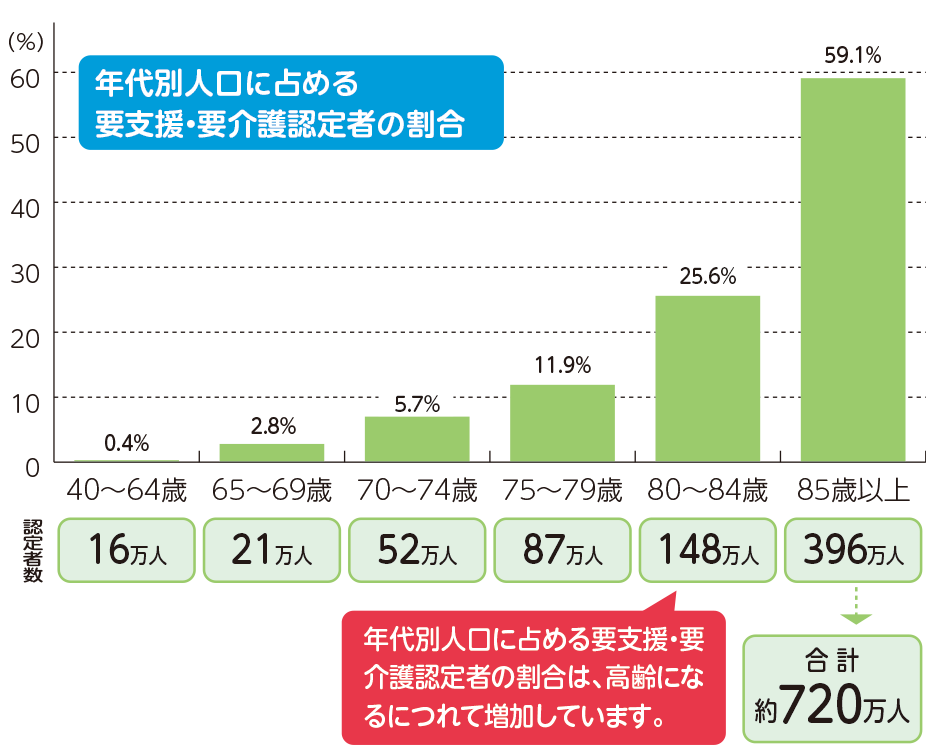 (%)
年代別人口に占める
要支援・要介護認定者の割合
60
50
40
30
20
10
0
0.4%
2.8%
5.7%
11.9%
25.6%
59.1%
40〜64歳 65〜69歳 70〜74歳 75〜79歳 80〜84歳 85歳以上
認定者数
16万人 21万人 52万人 87万人 148万人 396万人
年代別人口に占める要支援・要
介護認定者の割合は、高齢にな
るにつれて増加しています。
合計
約720万人